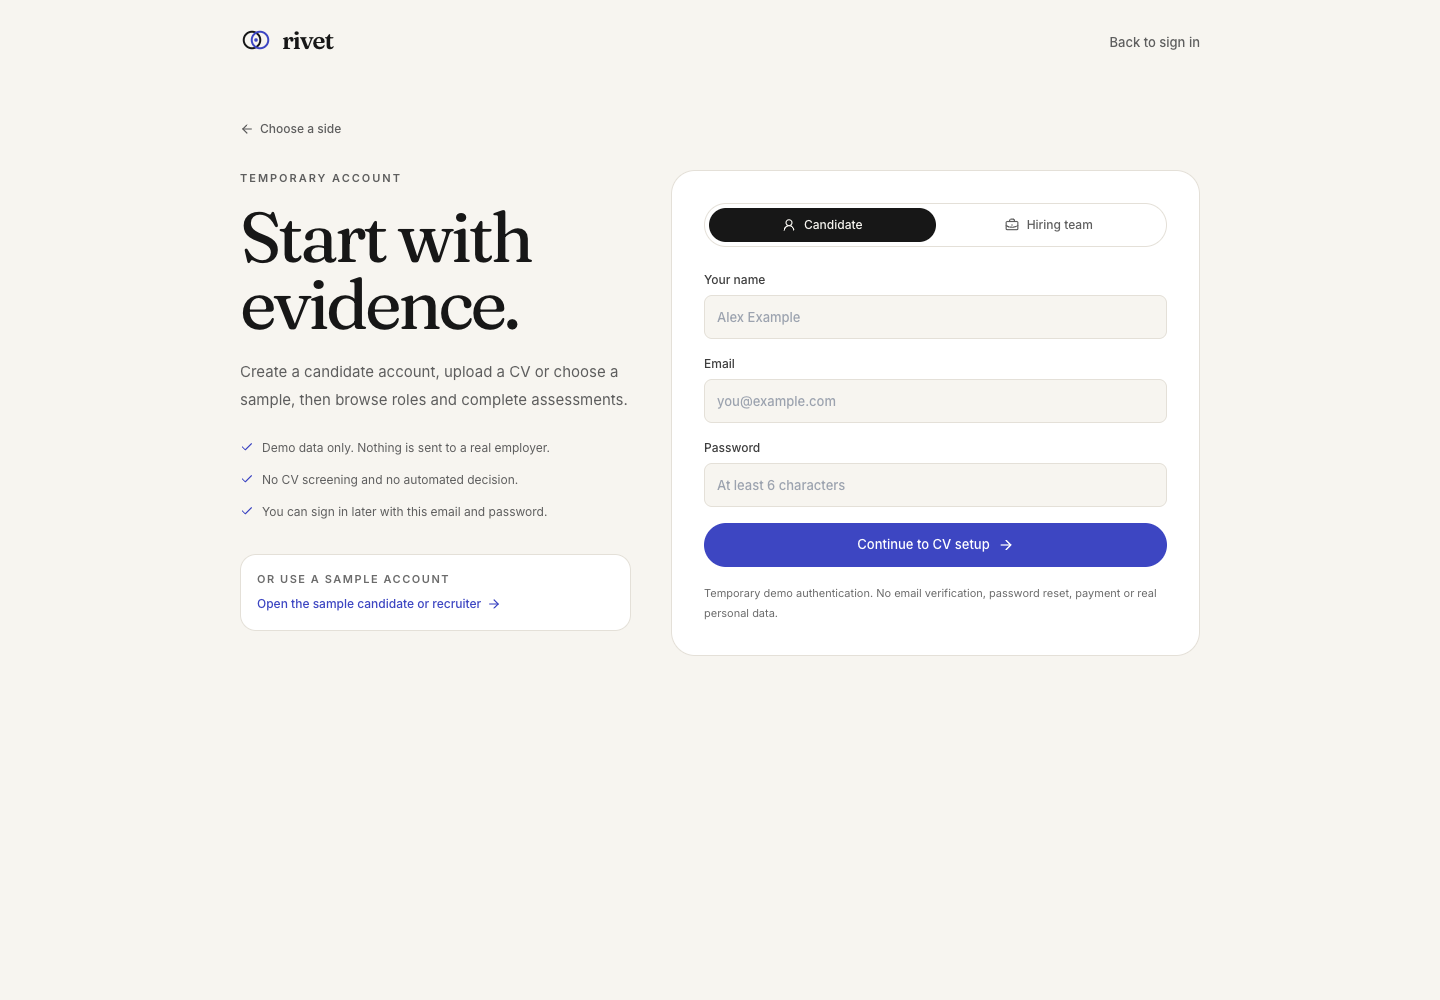 rivet
Back to sign in
Choose a side
TEMPORARY ACCOUNT
Start with
evidence.
Create a candidate account, upload a CV or choose a
sample, then browse roles and complete assessments.
Demo data only. Nothing is sent to a real employer.
No CV screening and no automated decision.
You can sign in later with this email and password.
OR USE A SAMPLE ACCOUNT
Open the sample candidate or recruiter
Candidate
Hiring team
Your name
Alex Example
Email
you@example.com
Password
At least 6 characters
Continue to CV setup
Temporary demo authentication. No email verification, password reset, payment or real
personal data.